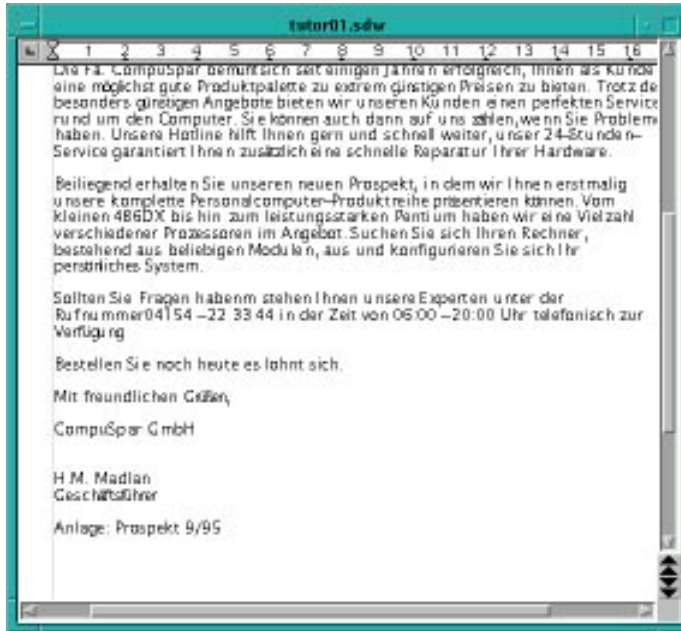 tutor01.sdw
1 2 3 4 5 6 7 8 9 10 11 12 13 14 15 16
Die Fa. CompuSpar bemüht sich seit einigen Jahren erfolgreich, Ihnen als Kunde
eine möglichst gute Produktpalette zu extrem günstigen Preisen zu bieten. Trotz de
besonders günstigen Angebote bieten wir unseren Kunden einen perfekten Service
rund um den Computer. Sie können auch dann auf uns zählen, wenn Sie Probleme
haben. Unsere Hotline hilft Ihnen gern und schnell weiter, unser 24-Stunden-
Service garantiert Ihnen zusätzlich eine schnelle Reparatur Ihrer Hardware.
Beiliegend erhalten Sie unseren neuen Prospekt, in dem wir Ihnen erstmalig
unsere komplette Personalcomputer-Produktreihe präsentieren können. Vom
kleinen 486DX bis hin zum leistungsstarken Pentium haben wir eine Vielzahl
verschiedener Prozessoren im Angebot. Suchen Sie sich Ihren Rechner,
bestehend aus beliebigen Modulen, aus und konfigurieren Sie sich Ihr
persönliches System.
Sollten Sie Fragen habenm stehen Ihnen unsere Experten unter der
Rufnummer04154 -22 33 44 in der Zeit von 06:00 -20:00 Uhr telefonisch zur
Verfügung
Bestellen Sie noch heute es lohnt sich.
Mit freundlichen Grüßen,
CompuSpar GmbH
H.M. Madlan
Geschäftsführer
Anlage: Prospekt 9/95